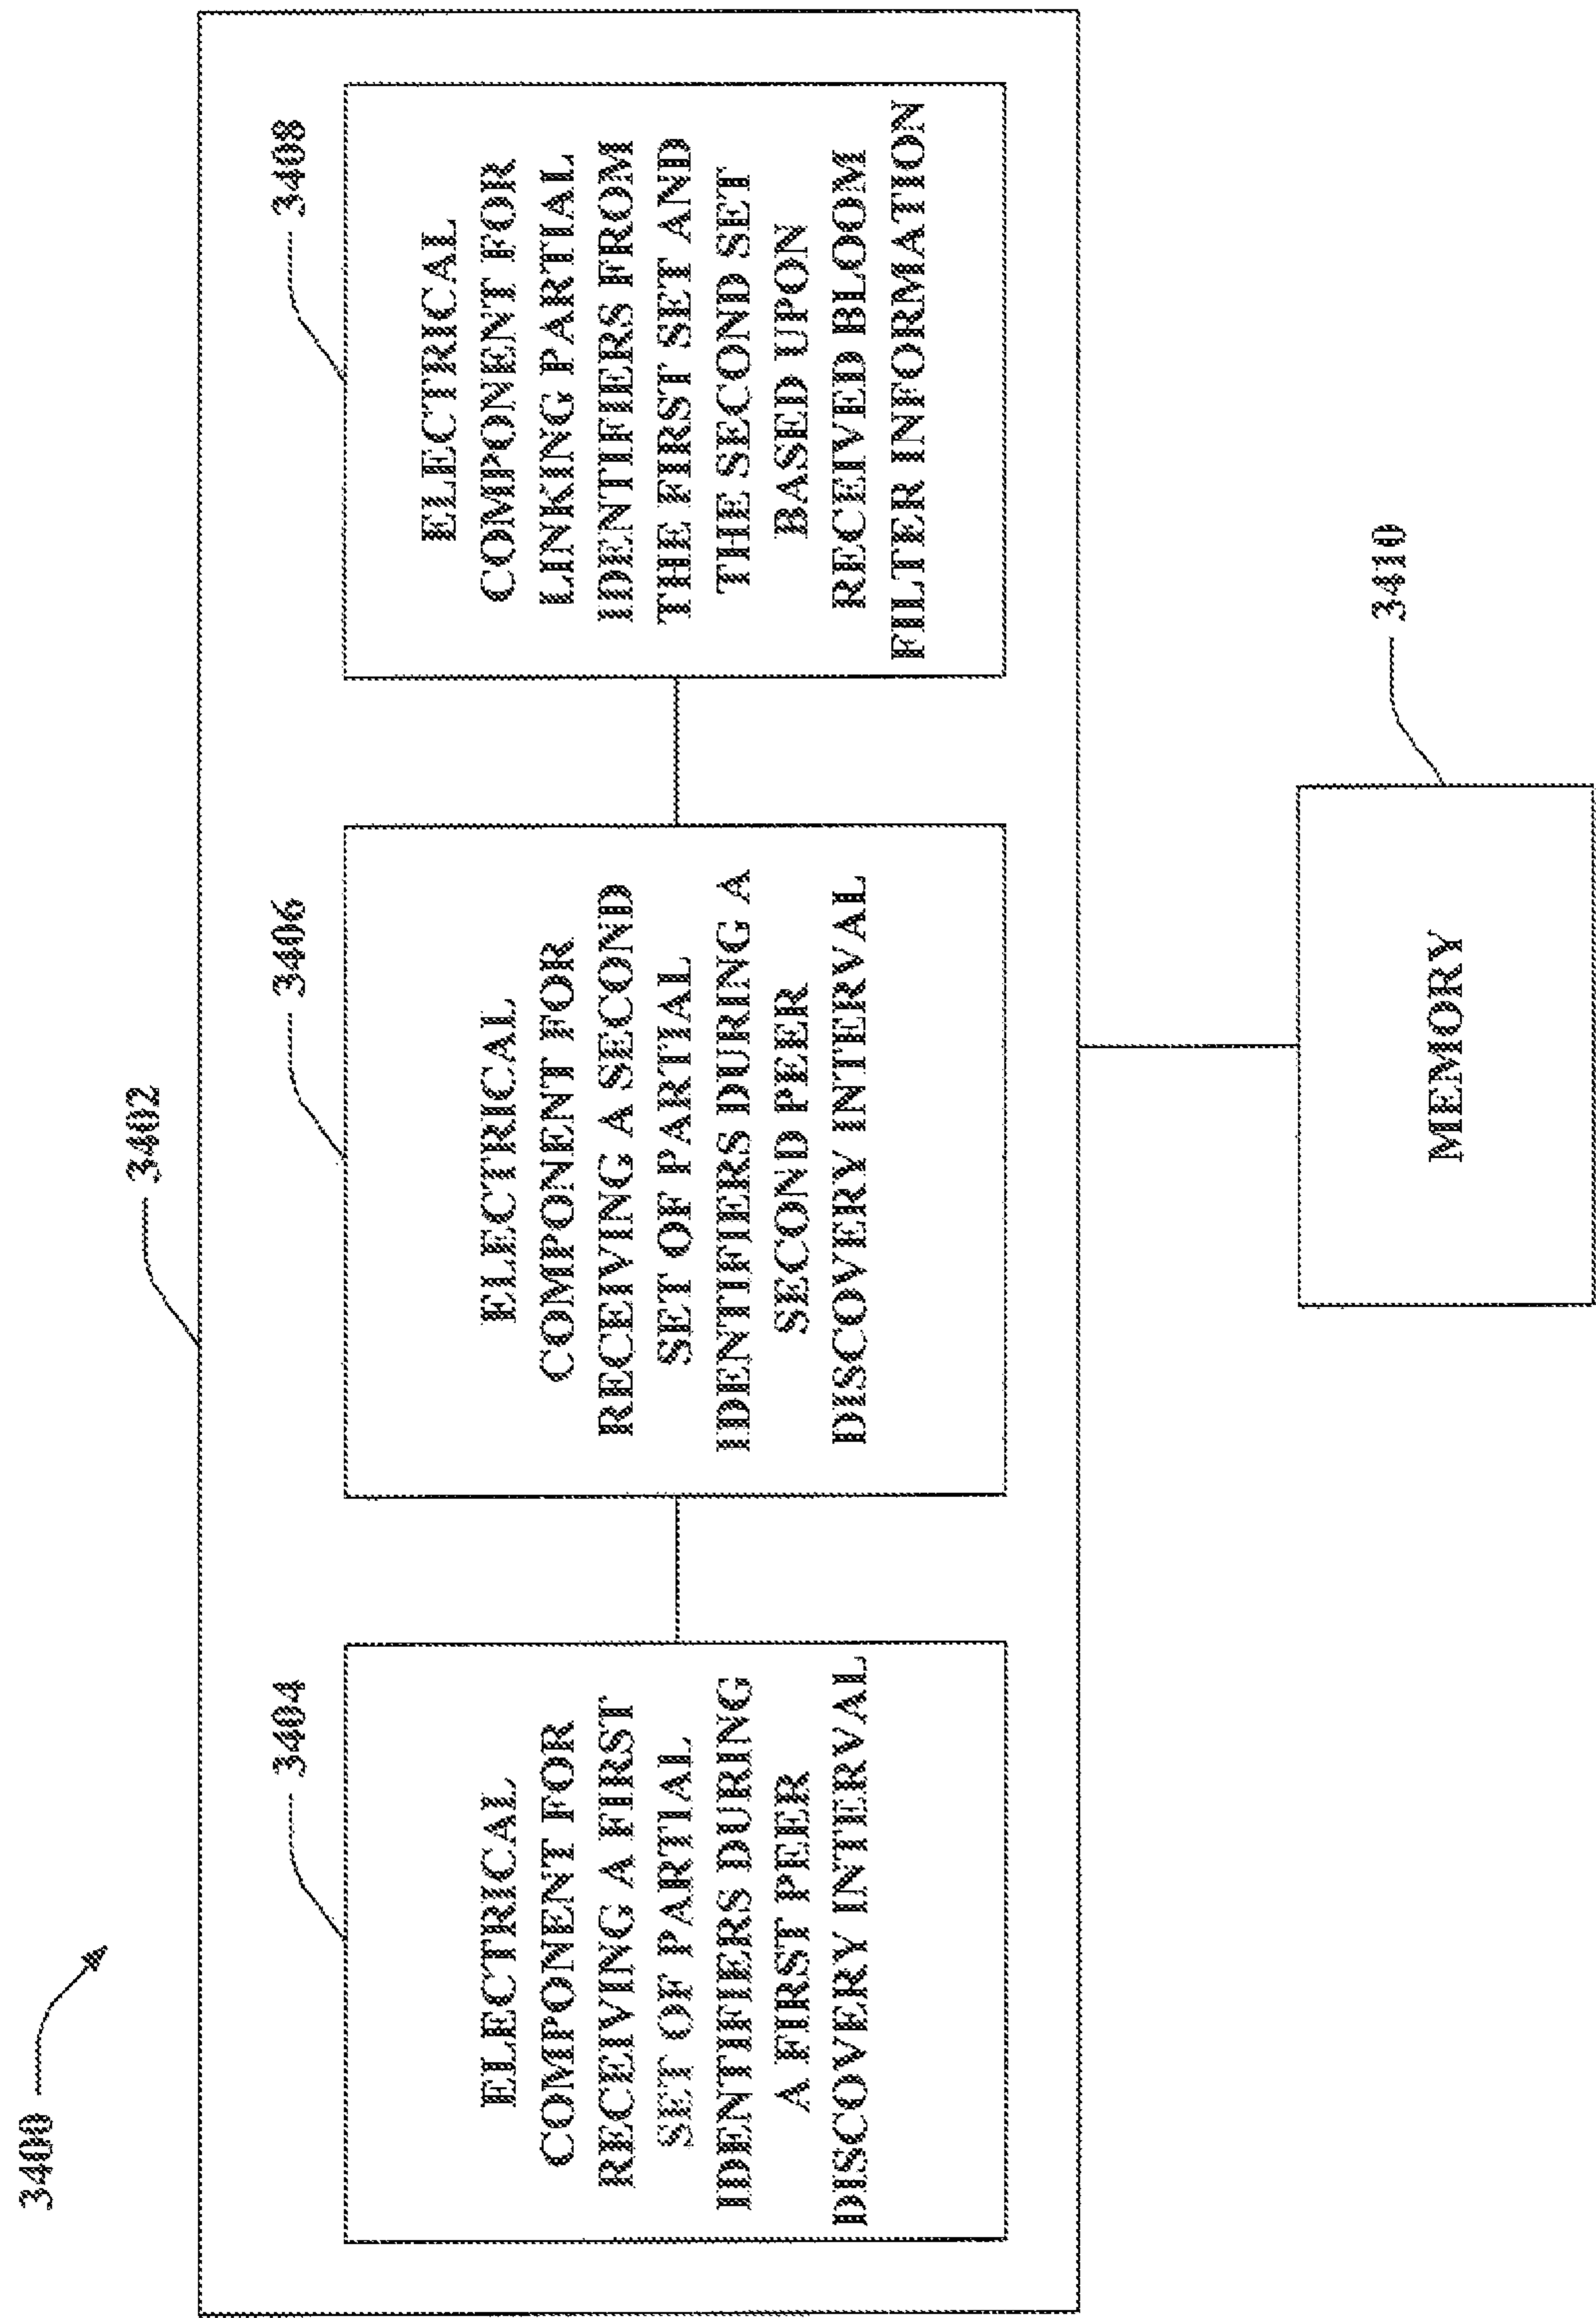 3400
3402
3404
ELECTRICAL
COMPONENT FOR
RECEIVING A FIRST
SET OF PARTIAL
IDENTIFIERS DURING
A FIRST PEER
DISCOVERY INTERVAL
3406
ELECTRICAL
COMPONENT FOR
RECEIVING A SECOND
SET OF PARTIAL
IDENTIFIERS DURING A
SECOND PEER
DISCOVERY INTERVAL
3408
ELECTRICAL
COMPONENT FOR
LINKING PARTIAL
IDENTIFIERS FROM
THE FIRST SET AND
THE SECOND SET
BASED UPON
RECEIVED BLOOM
FILTER INFORMATION
3410
MEMORY